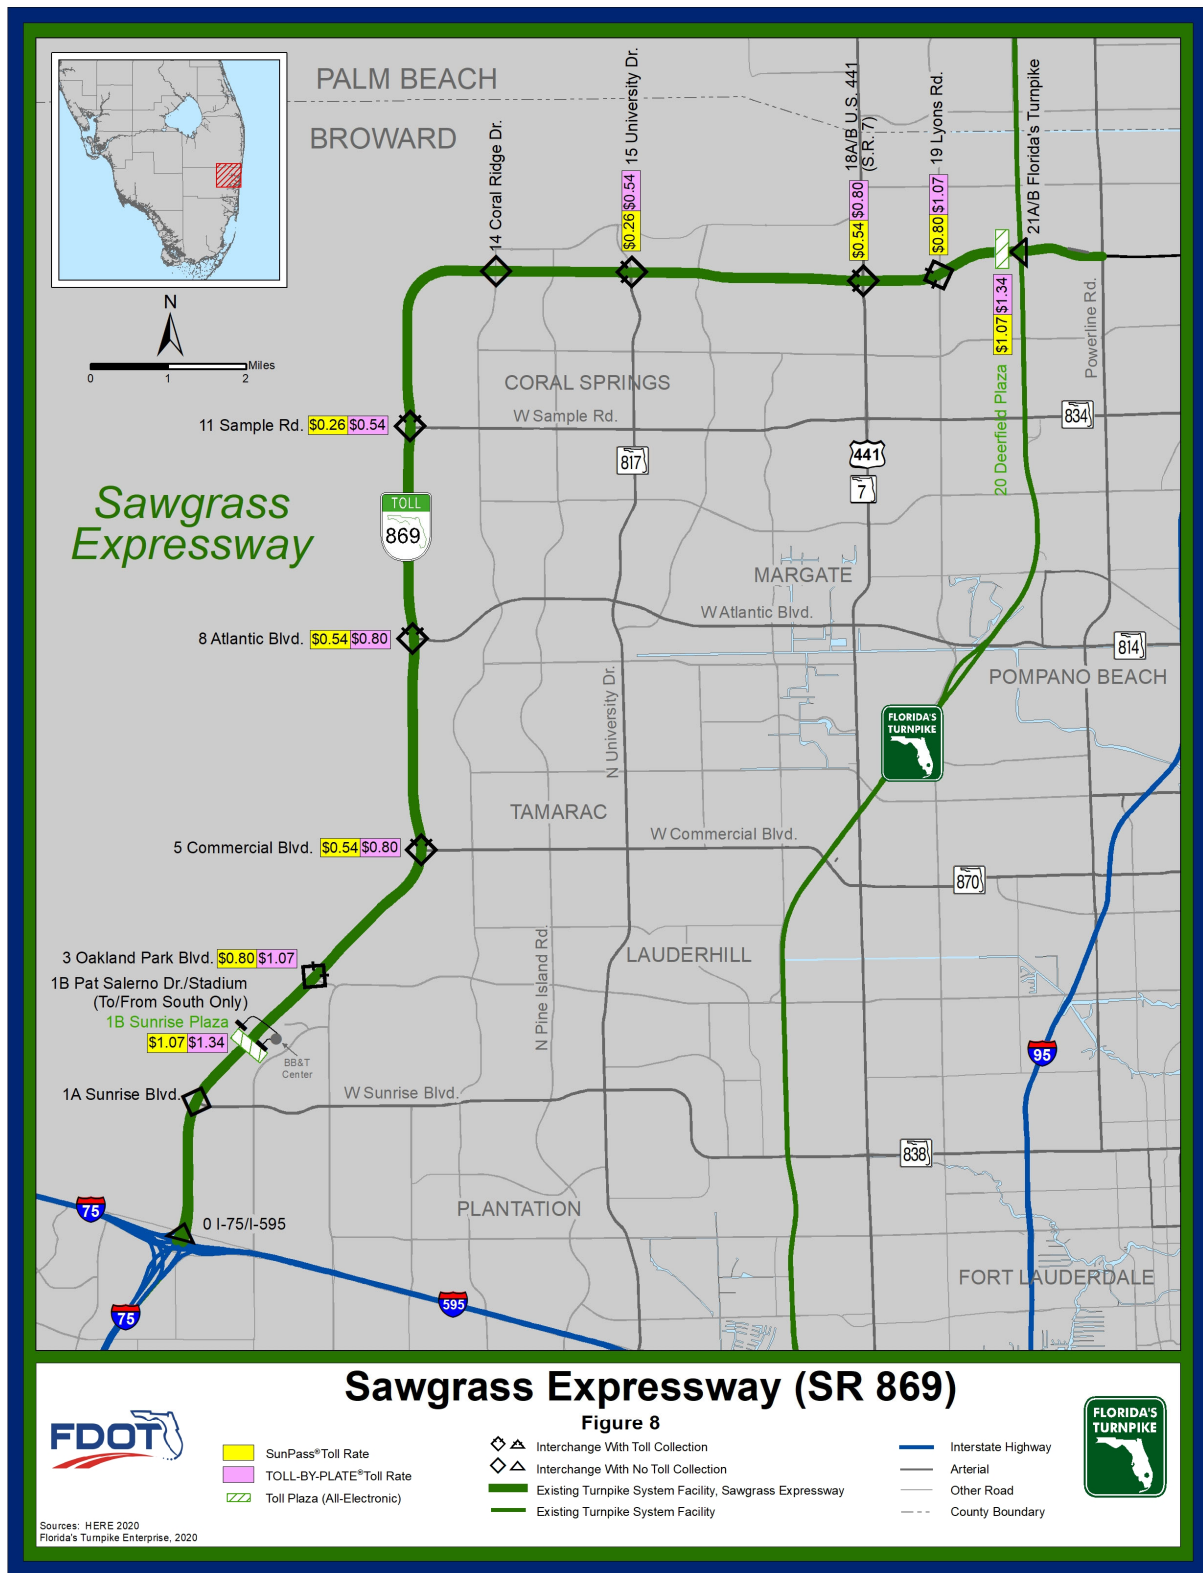 PALM BEACH
BROWARD
14 Coral Ridge Dr.
15 University Dr.
$0.26 $0.54
18A/B U.S. 441
(S.R. 7)
$0.54 $0.80
19 Lyons Rd.
$0.80 $1.07
21A/B Florida's Turnpike
$1.07 $1.34
20 Deerfield Plaza
Powerline Rd.
N
0 1 2 Miles
CORAL SPRINGS
11 Sample Rd. $0.26 $0.54
W Sample Rd.
834
817
441
7
Sawgrass
Expressway
TOLL
869
MARGATE
8 Atlantic Blvd. $0.54 $0.80
W Atlantic Blvd.
814
POMPANO BEACH
N University Dr.
FLORIDA'S
TURNPIKE
TAMARAC
5 Commercial Blvd. $0.54 $0.80
W Commercial Blvd.
870
3 Oakland Park Blvd. $0.80 $1.07
1B Pat Salerno Dr./Stadium
(To/From South Only)
1B Sunrise Plaza
$1.07 $1.34
BB&T
Center
N Pine Island Rd.
LAUDERHILL
95
1A Sunrise Blvd.
W Sunrise Blvd.
838
75
0 I-75/I-595
PLANTATION
FORT LAUDERDALE
75
595
Sawgrass Expressway (SR 869)
Figure 8
FDOT
SunPass®Toll Rate
TOLL-BY-PLATE®Toll Rate
Toll Plaza (All-Electronic)
Interchange With Toll Collection
Interchange With No Toll Collection
Existing Turnpike System Facility, Sawgrass Expressway
Existing Turnpike System Facility
Interstate Highway
Arterial
Other Road
County Boundary
FLORIDA'S
TURNPIKE
Sources: HERE 2020
Florida's Turnpike Enterprise, 2020